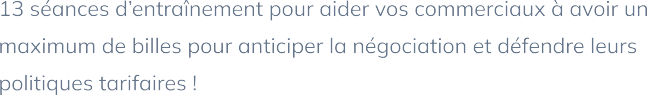 13 séances d'entraînement pour aider vos commerciaux à avoir un
maximum de billes pour anticiper la négociation et défendre leurs
politiques tarifaires !